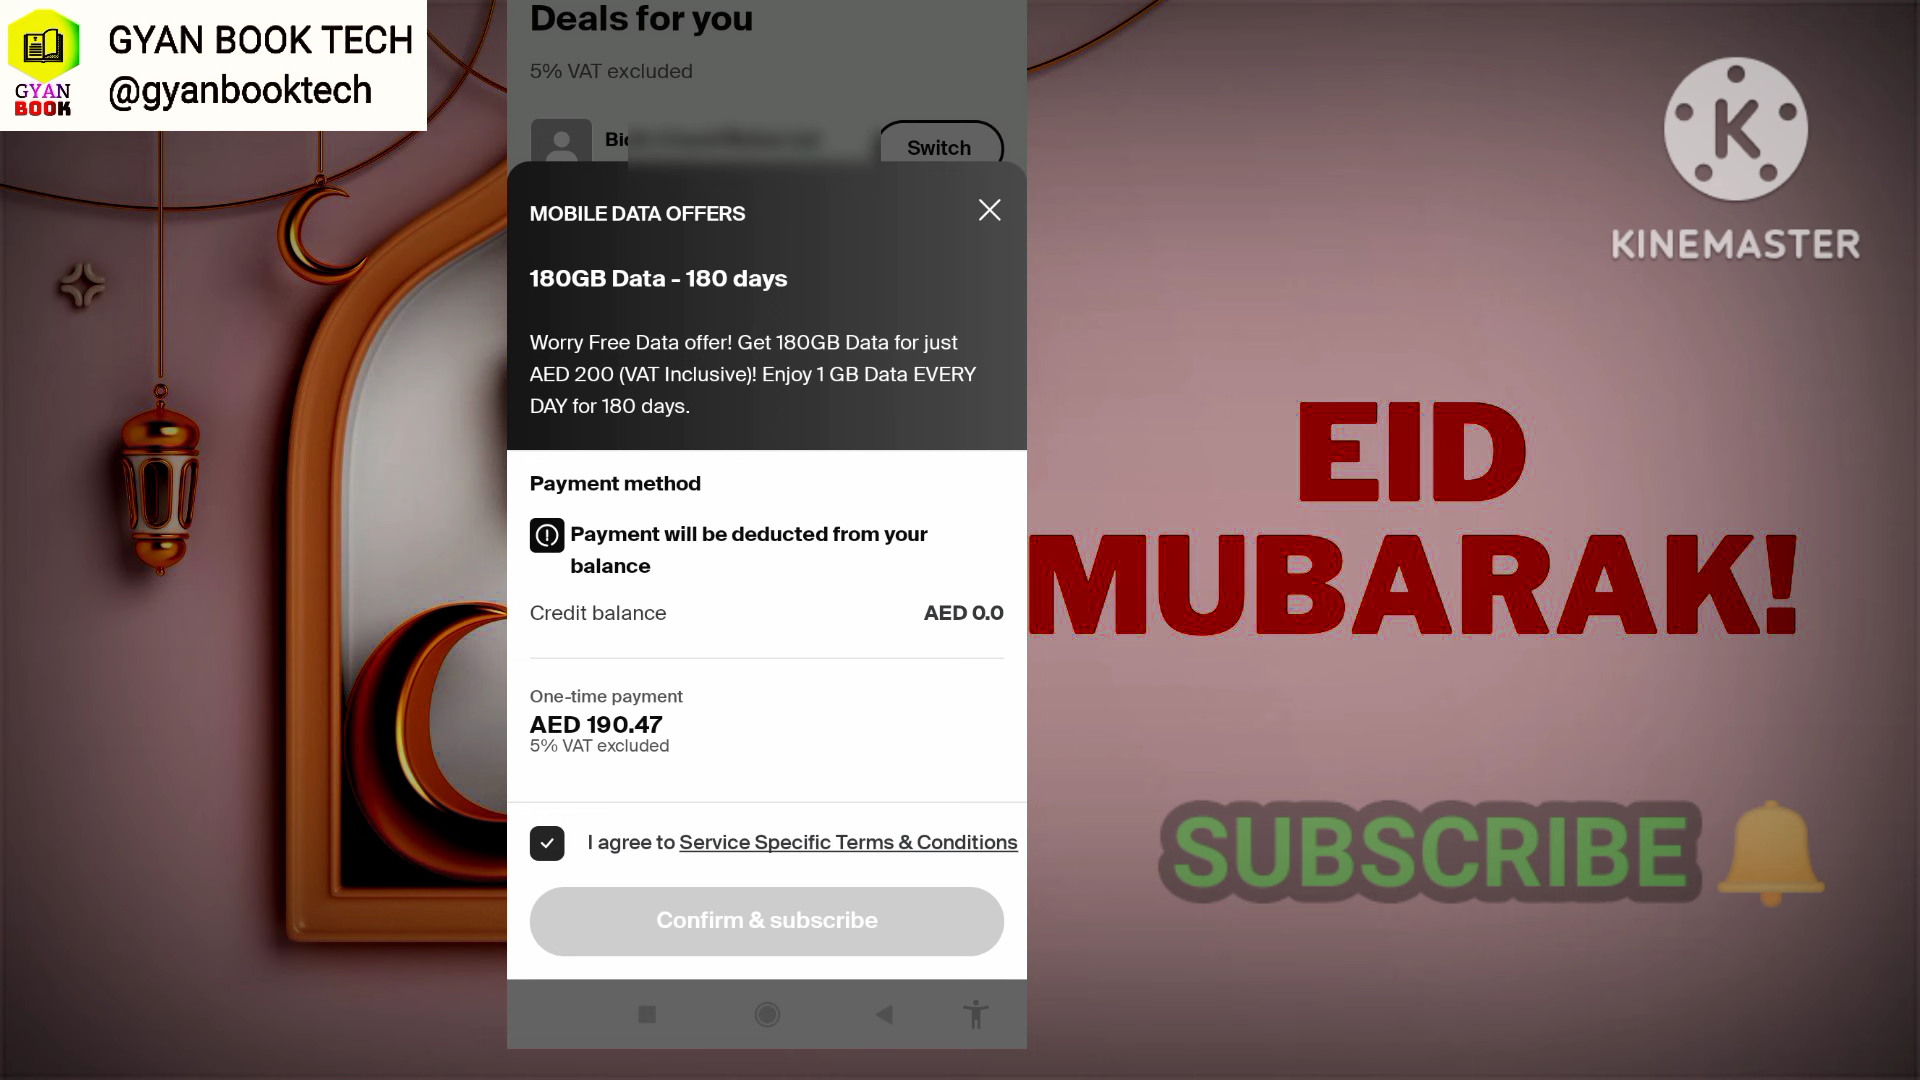 GYAN BOOK TECH
@gyanbooktech
GYAN
BOOK
Deals for you
5% VAT excluded
Switch
MOBILE DATA OFFERS
180GB Data - 180 days
Worry Free Data offer! Get 180GB Data for just
AED 200 (VAT Inclusive)! Enjoy 1 GB Data EVERY
DAY for 180 days.
Payment method
Payment will be deducted from your
balance
Credit balance AED 0.0
One-time payment
AED 190.47
5% VAT excluded
I agree to Service Specific Terms & Conditions
Confirm & subscribe
K
KINEMASTER
EID
MUBARAK!
SUBSCRIBE